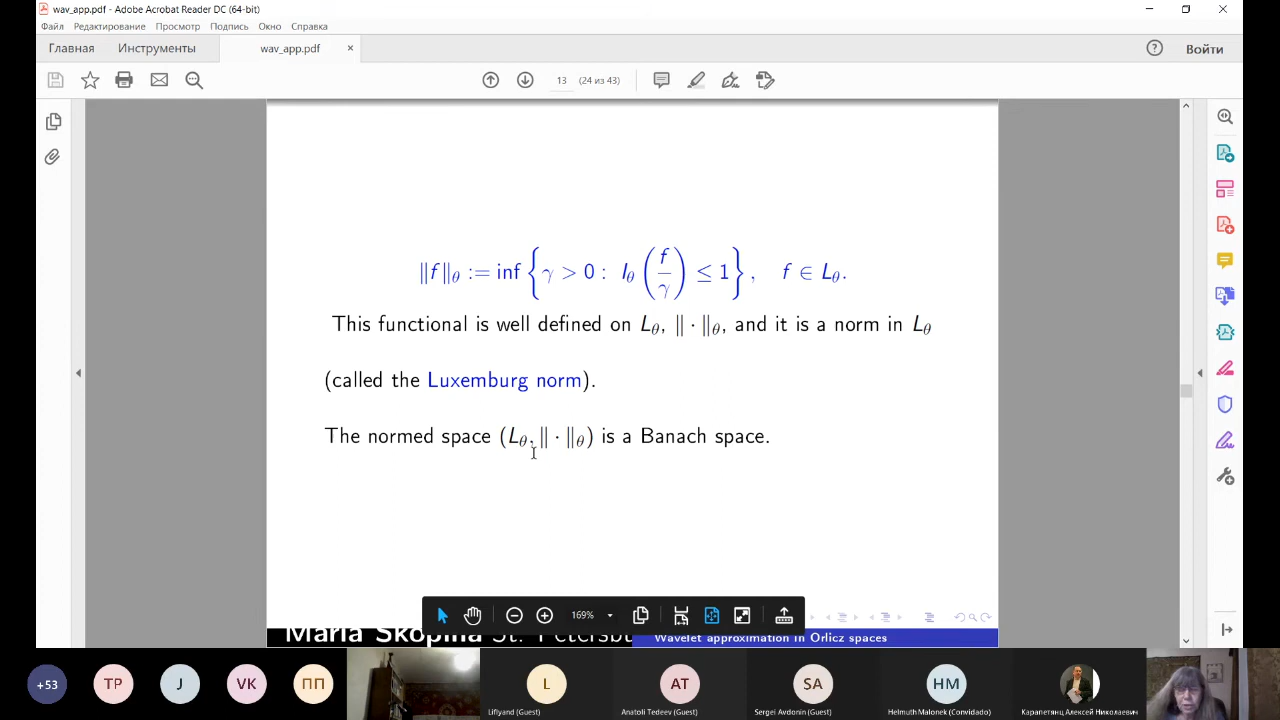 wav_app.pdf - Adobe Acrobat Reader DC (64-bit)
Файл Редактирование Просмотр Подпись Окно Справка
Главная Инструменты wav_app.pdf × Войти
13 (24 из 43)
‖f‖θ := inf { γ > 0 : Iθ ( f/γ ) ≤ 1 } , f ∈ Lθ.
This functional is well defined on Lθ, ‖ · ‖θ, and it is a norm in Lθ
(called the Luxemburg norm).
The normed space (Lθ, ‖ · ‖θ) is a Banach space.
169%
Maria Skopina St. Petersbu Wavelet approximation in Orlicz spaces
+53 TP J VK ПП L AT SA HM
Liflyand (Guest) Anatoli Tedeev (Guest) Sergei Avdonin (Guest) Helmuth Malonek (Convidado) Карапетянц Алексей Николаевич